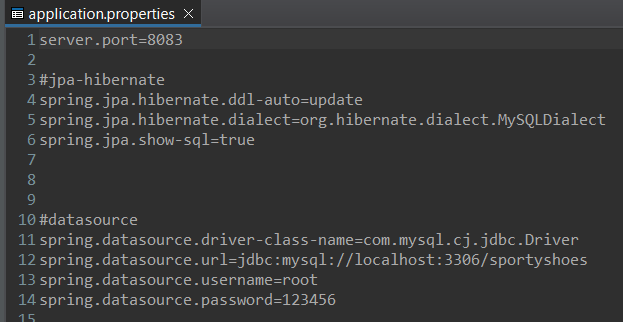 application.properties
1 server.port=8083
2
3 #jpa-hibernate
4 spring.jpa.hibernate.ddl-auto=update
5 spring.jpa.hibernate.dialect=org.hibernate.dialect.MySQLDialect
6 spring.jpa.show-sql=true
7
8
9
10 #datasource
11 spring.datasource.driver-class-name=com.mysql.cj.jdbc.Driver
12 spring.datasource.url=jdbc:mysql://localhost:3306/sportyshoes
13 spring.datasource.username=root
14 spring.datasource.password=123456
15